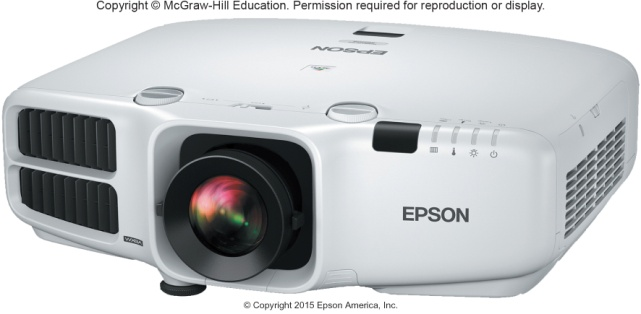 Copyright © McGraw-Hill Education. Permission required for reproduction or display.
EPSON
EPSON
© Copyright 2015 Epson America, Inc.